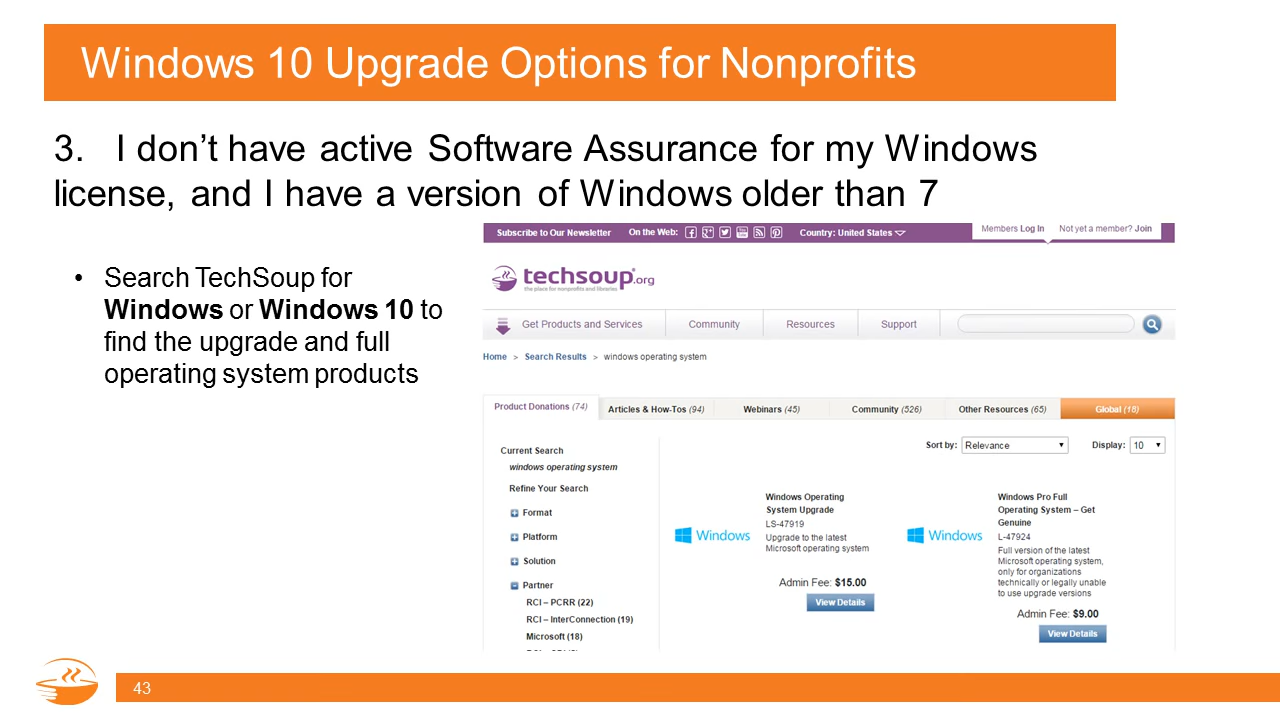 Windows 10 Upgrade Options for Nonprofits
3. I don’t have active Software Assurance for my Windows
license, and I have a version of Windows older than 7
• Search TechSoup for
Windows or Windows 10 to
find the upgrade and full
operating system products
Subscribe to Our Newsletter On the Web: Country: United States Members Log In Not yet a member? Join
techsoup.org
the place for nonprofits and libraries
Get Products and Services Community Resources Support
Home > Search Results > windows operating system
Product Donations (74) Articles & How-Tos (94) Webinars (45) Community (526) Other Resources (65) Global (18)
Sort by: Relevance Display: 10
Current Search
windows operating system
Refine Your Search
Format
Platform
Solution
Partner
RCI – PCRR (22)
RCI – InterConnection (19)
Microsoft (18)
Windows
Windows Operating
System Upgrade
LS-47919
Upgrade to the latest
Microsoft operating system
Admin Fee: $15.00
View Details
Windows
Windows Pro Full
Operating System – Get
Genuine
L-47924
Full version of the latest
Microsoft operating system,
only for organizations
technically or legally unable
to use upgrade versions
Admin Fee: $9.00
View Details
43